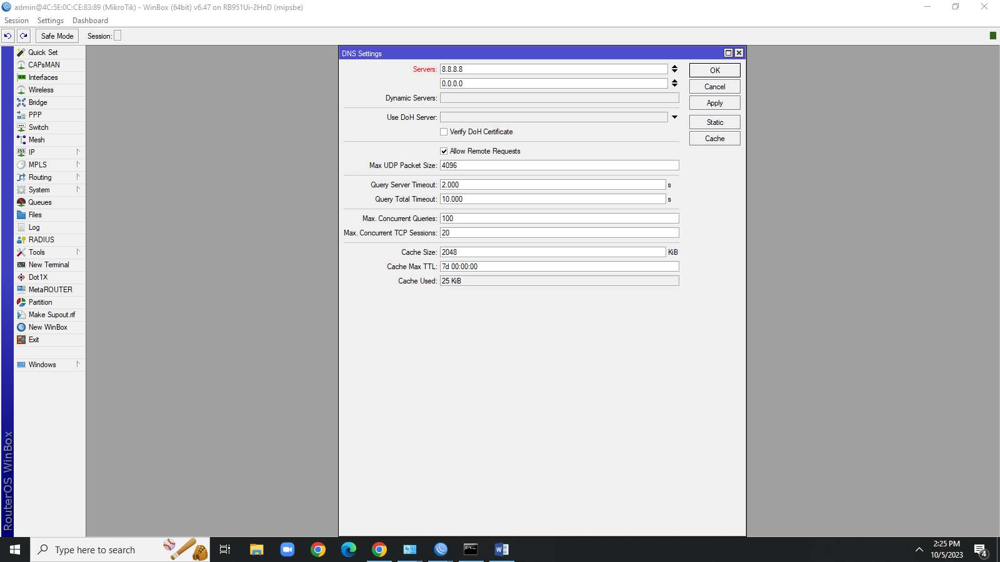 admin@4C:5E:0C:CE:83:89 (MikroTik) - WinBox (64bit) v6.47 on RB951Ui-2HnD (mipsbe)
Session Settings Dashboard
Safe Mode Session:
Quick Set
CAPsMAN
Interfaces
Wireless
Bridge
PPP
Switch
Mesh
IP
MPLS
Routing
System
Queues
Files
Log
RADIUS
Tools
New Terminal
Dot1X
MetaROUTER
Partition
Make Supout.rif
New WinBox
Exit
Windows
RouterOS WinBox
DNS Settings
Servers: 8.8.8.8
0.0.0.0
Dynamic Servers:
Use DoH Server:
Verify DoH Certificate
Allow Remote Requests
Max UDP Packet Size: 4096
Query Server Timeout: 2.000 s
Query Total Timeout: 10.000 s
Max. Concurrent Queries: 100
Max. Concurrent TCP Sessions: 20
Cache Size: 2048 KiB
Cache Max TTL: 7d 00:00:00
Cache Used: 25 KiB
OK
Cancel
Apply
Static
Cache
Type here to search
2:25 PM
10/5/2023
4